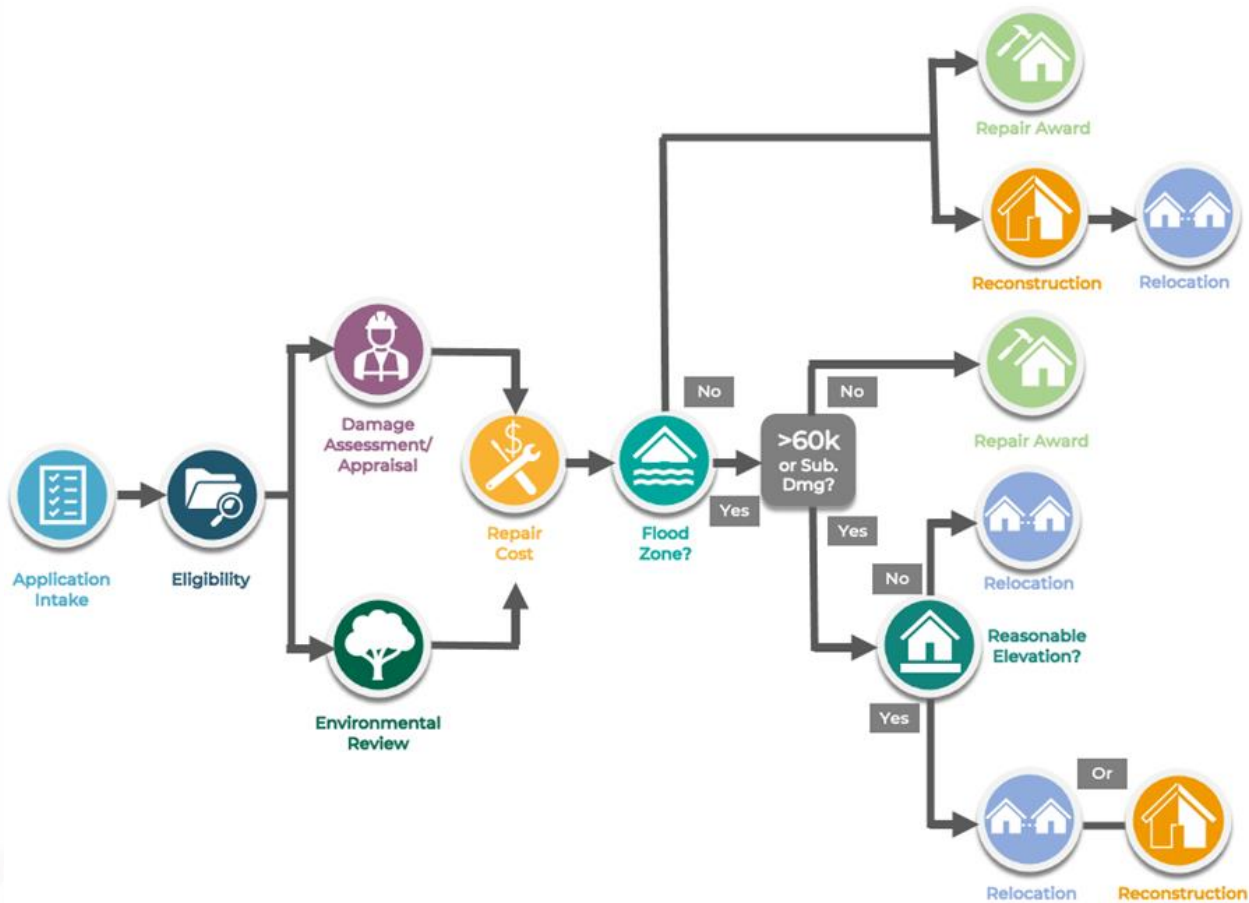 Application
Intake
Eligibility
Damage
Assessment/
Appraisal
Environmental
Review
$
Repair
Cost
Flood
Zone?
No
Repair Award
Reconstruction
Relocation
Yes
>60k
or Sub.
Dmg?
No
Repair Award
Yes
Reasonable
Elevation?
No
Relocation
Yes
Relocation
Or
Reconstruction